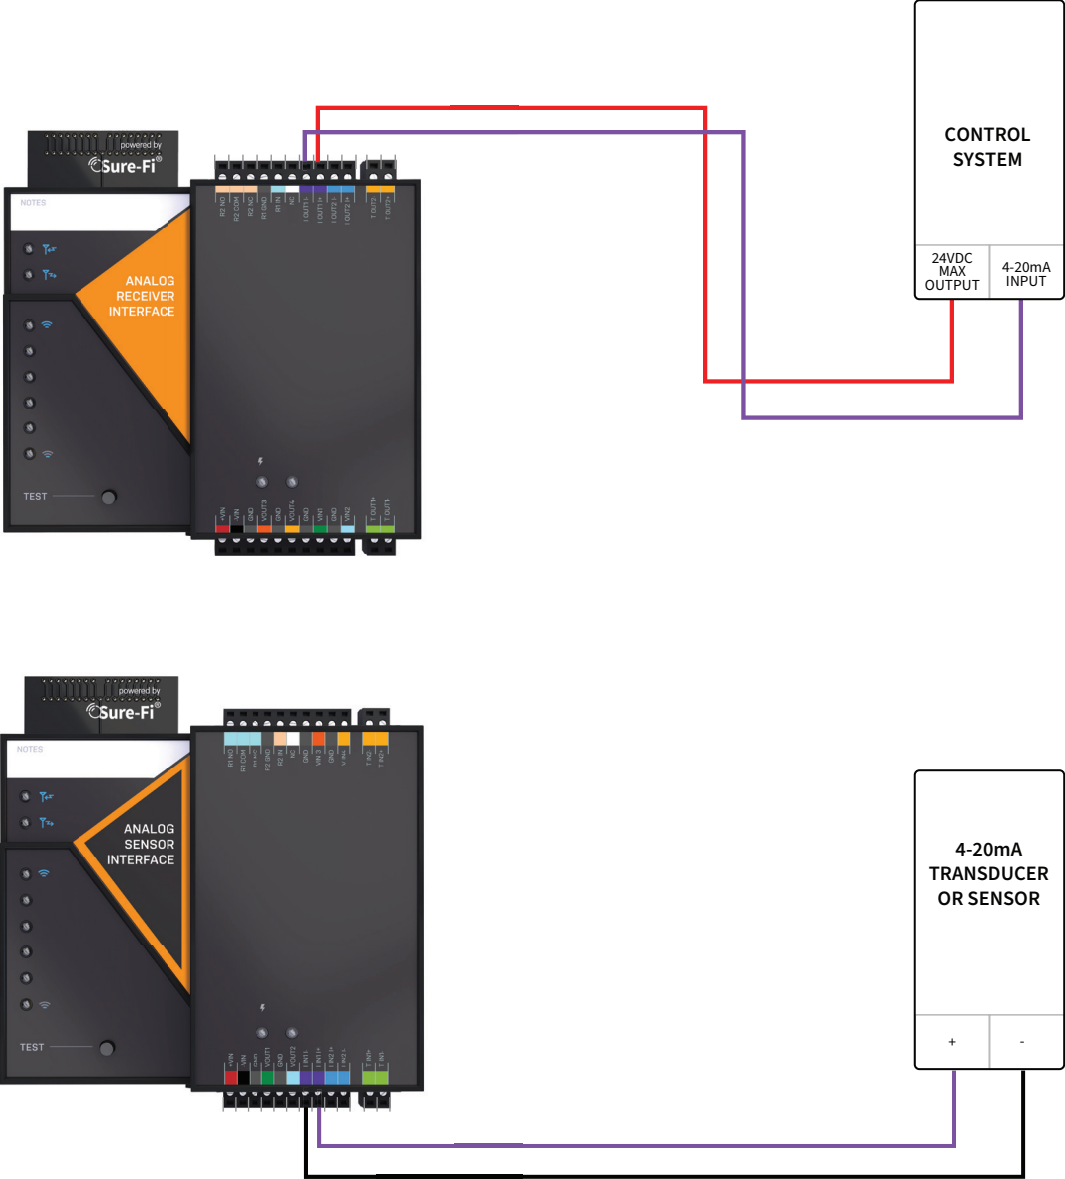 CONTROL
SYSTEM
24VDC
MAX
OUTPUT
4-20mA
INPUT
powered by
Sure-Fi®
NOTES
ANALOG
RECEIVER
INTERFACE
TEST
R2 NO
R2 COM
R2 NC
R1 GND
R1 IN
NC
I OUT1 I-
I OUT1 I+
I OUT2 I-
I OUT2 I+
T OUT2-
T OUT2+
+VIN
-VIN
GND
VOUT3
GND
VOUT4
GND
VIN1
GND
VIN2
T OUT1+
T OUT1-
powered by
Sure-Fi®
NOTES
ANALOG
SENSOR
INTERFACE
TEST
R1 NO
R1 COM
R2 GND
R2 IN
NC
GND
VIN 3
GND
T IN2-
T IN2+
+VIN
-VIN
GND
VOUT1
GND
VOUT2
I IN1 I-
I IN1 I+
I IN2 I+
I IN2 I-
T IN1+
T IN1-
4-20mA
TRANSDUCER
OR SENSOR
+
-